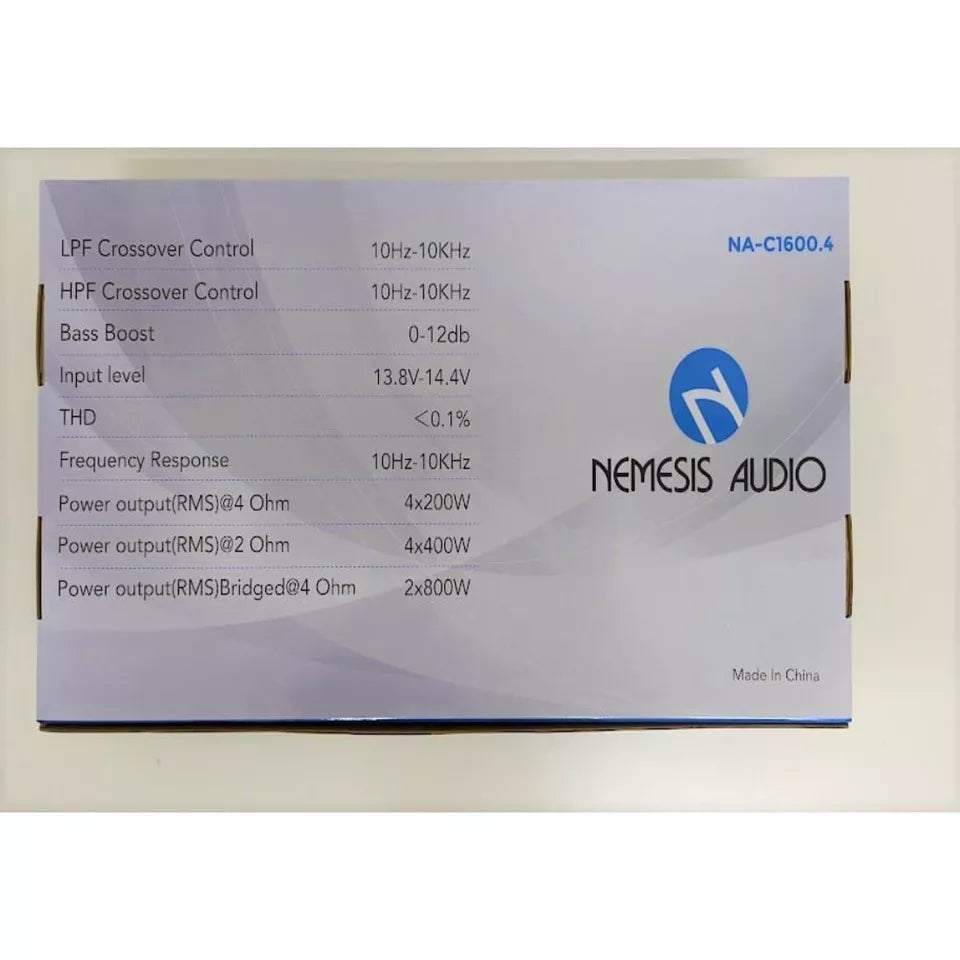 LPF Crossover Control 10Hz-10KHz
HPF Crossover Control 10Hz-10KHz
Bass Boost 0-12db
Input level 13.8V-14.4V
THD <0.1%
Frequency Response 10Hz-10KHz
Power output(RMS)@4 Ohm 4x200W
Power output(RMS)@2 Ohm 4x400W
Power output(RMS)Bridged@4 Ohm 2x800W
NA-C1600.4
N
NEMESIS AUDIO
Made In China